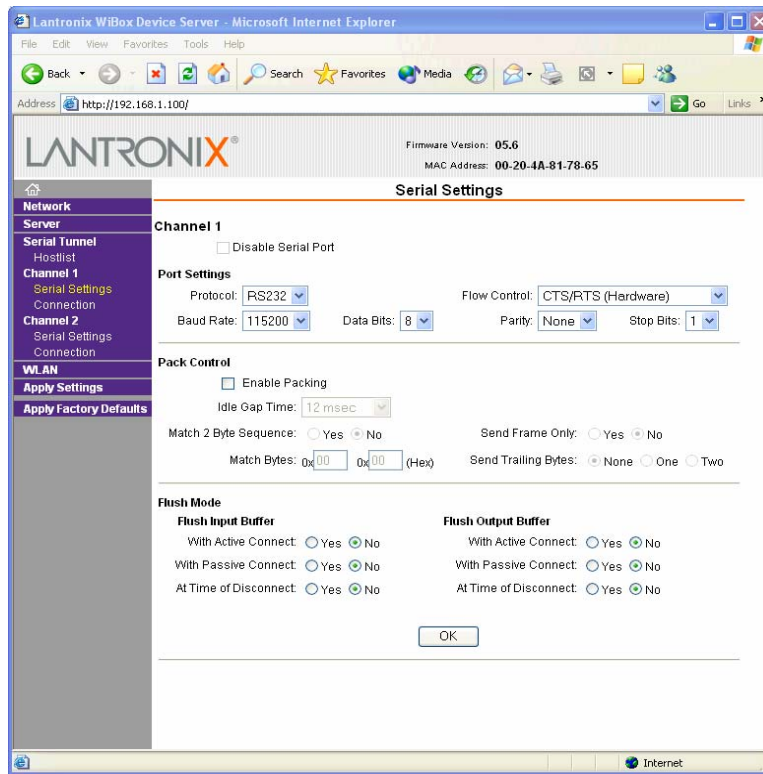 Lantronix WiBox Device Server - Microsoft Internet Explorer
File Edit View Favorites Tools Help
Back Search Favorites Media
Address http://192.168.1.100/ Go Links
LANTRONIX®
Firmware Version: 05.6
MAC Address: 00-20-4A-81-78-65
Serial Settings
Network
Server
Serial Tunnel
Hostlist
Channel 1
Serial Settings
Connection
Channel 2
Serial Settings
Connection
WLAN
Apply Settings
Apply Factory Defaults
Channel 1
Disable Serial Port
Port Settings
Protocol: RS232 Flow Control: CTS/RTS (Hardware)
Baud Rate: 115200 Data Bits: 8 Parity: None Stop Bits: 1
Pack Control
Enable Packing
Idle Gap Time: 12 msec
Match 2 Byte Sequence: Yes No Send Frame Only: Yes No
Match Bytes: 0x00 0x00 (Hex) Send Trailing Bytes: None One Two
Flush Mode
Flush Input Buffer Flush Output Buffer
With Active Connect: Yes No With Active Connect: Yes No
With Passive Connect: Yes No With Passive Connect: Yes No
At Time of Disconnect: Yes No At Time of Disconnect: Yes No
OK
Internet